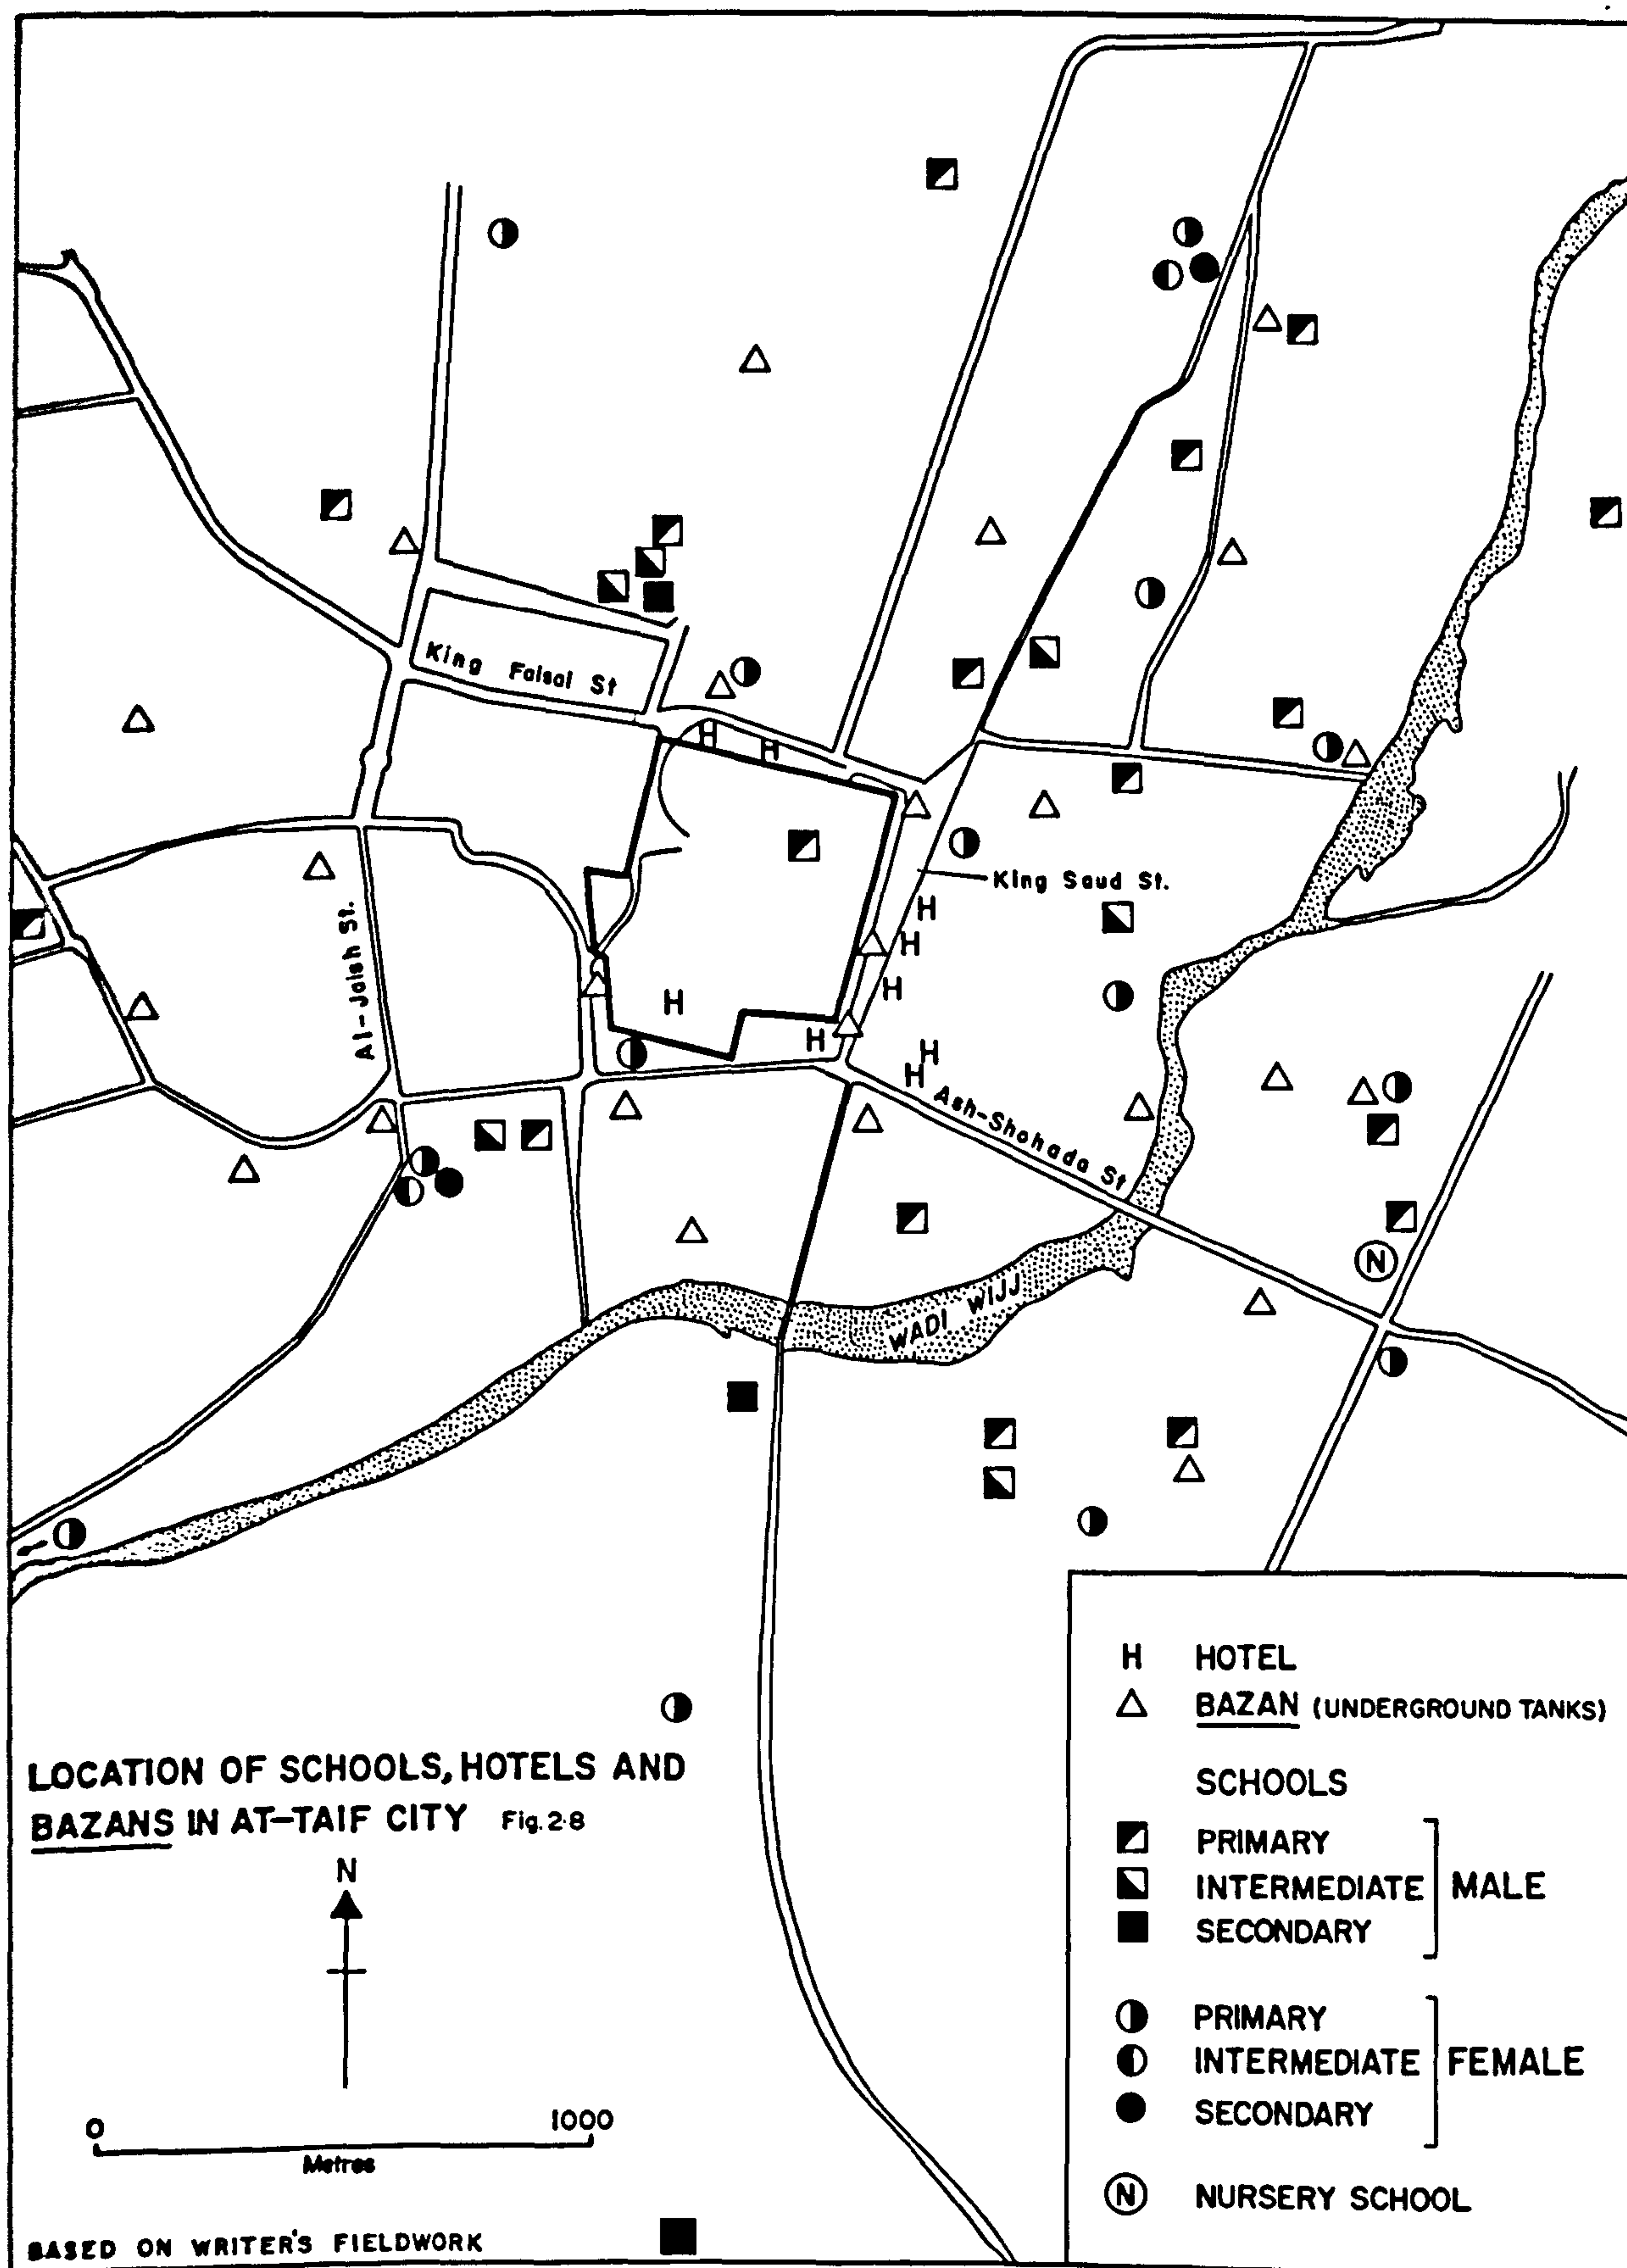 King Faisal St
H
H
King Saud St.
H
H
Al-Jaish St.
H
H
H
H
H
Ash-Shohada St
N
WADI WIJJ
H HOTEL
BAZAN (UNDERGROUND TANKS)
SCHOOLS
PRIMARY
INTERMEDIATE MALE
SECONDARY
PRIMARY
INTERMEDIATE FEMALE
SECONDARY
N NURSERY SCHOOL
LOCATION OF SCHOOLS, HOTELS AND
BAZANS IN AT-TAIF CITY Fig. 2·8
N
0 1000
Metres
BASED ON WRITER'S FIELDWORK